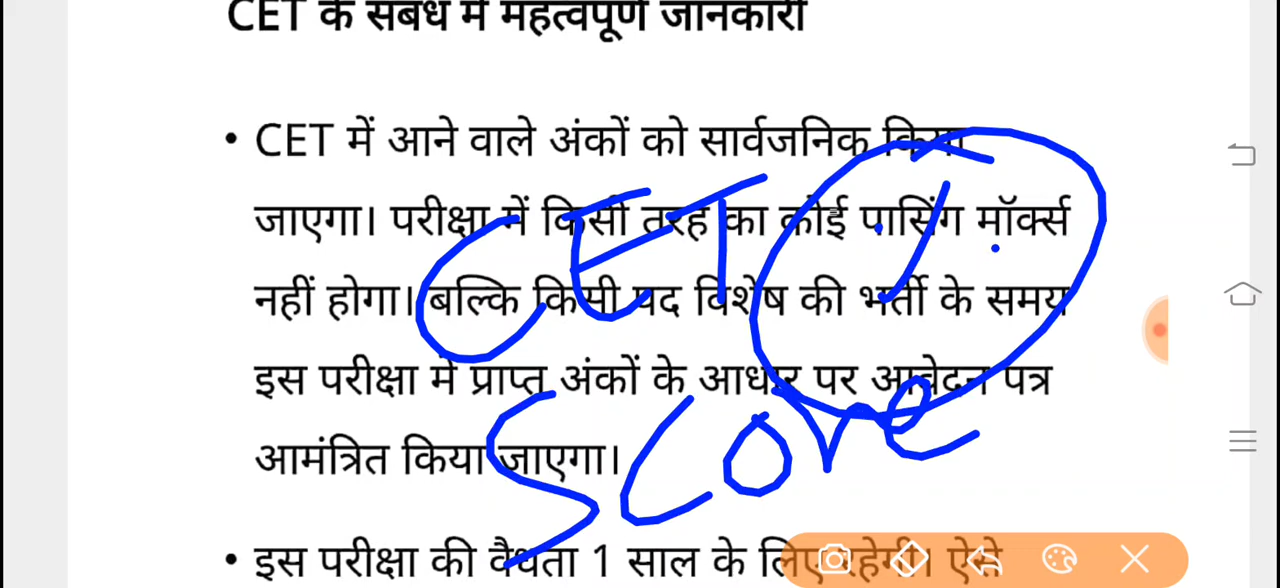 CET के संबंध में महत्वपूर्ण जानकारी
• CET में आने वाले अंकों को सार्वजनिक किया
जाएगा। परीक्षा में किसी तरह का कोई पासिंग मॉर्क्स
नहीं होगा। बल्कि किसी पद विशेष की भर्ती के समय
इस परीक्षा में प्राप्त अंकों के आधार पर आवेदन पत्र
आमंत्रित किया जाएगा।
• इस परीक्षा की वैधता 1 साल के लिए रहेगी। ऐसे
CET %
Score